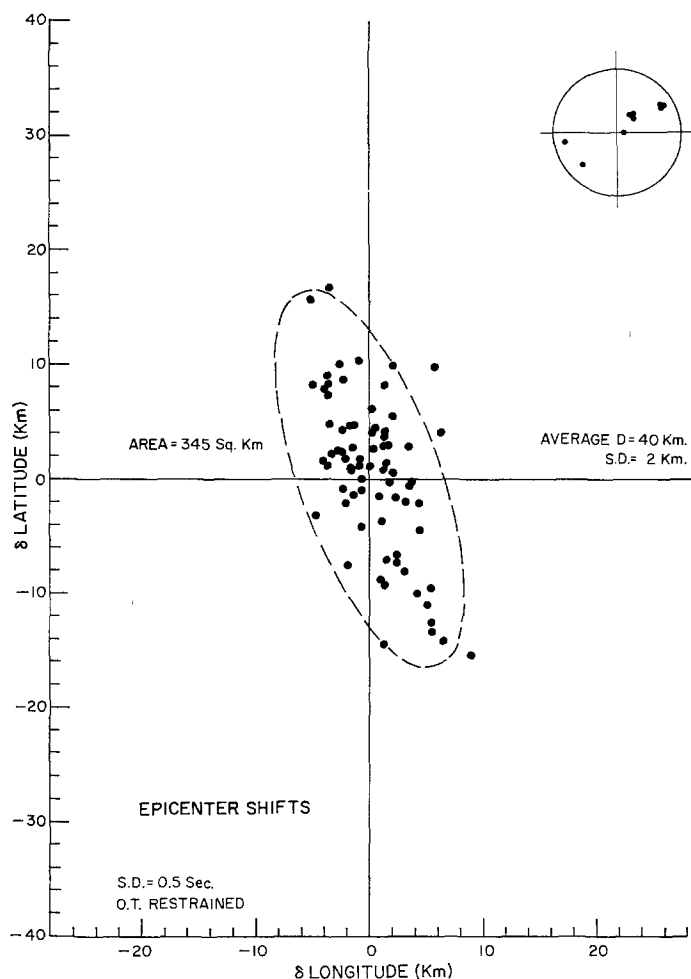 40
30
20
10
0
-10
-20
-30
-40
δ LATITUDE (Km)
AREA = 345 Sq. Km
AVERAGE D= 40 Km.
S.D.= 2 Km.
EPICENTER SHIFTS
S.D.= 0.5 Sec.
O.T. RESTRAINED
-20
-10
0
10
20
δ LONGITUDE (Km)